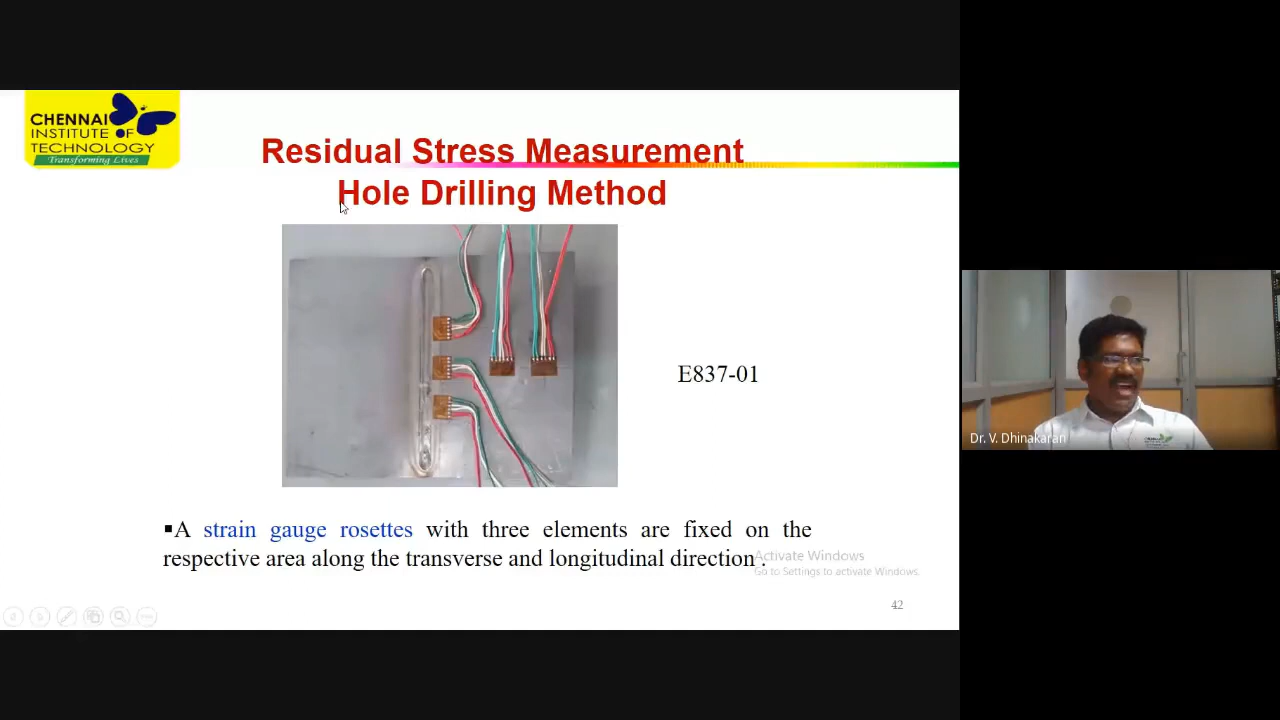 CHENNAI
INSTITUTE OF
TECHNOLOGY
Transforming Lives
Residual Stress Measurement
Hole Drilling Method
E837-01
▪A strain gauge rosettes with three elements are fixed on the
respective area along the transverse and longitudinal direction .
Activate Windows
Go to Settings to activate Windows.
42
Dr. V. Dhinakaran